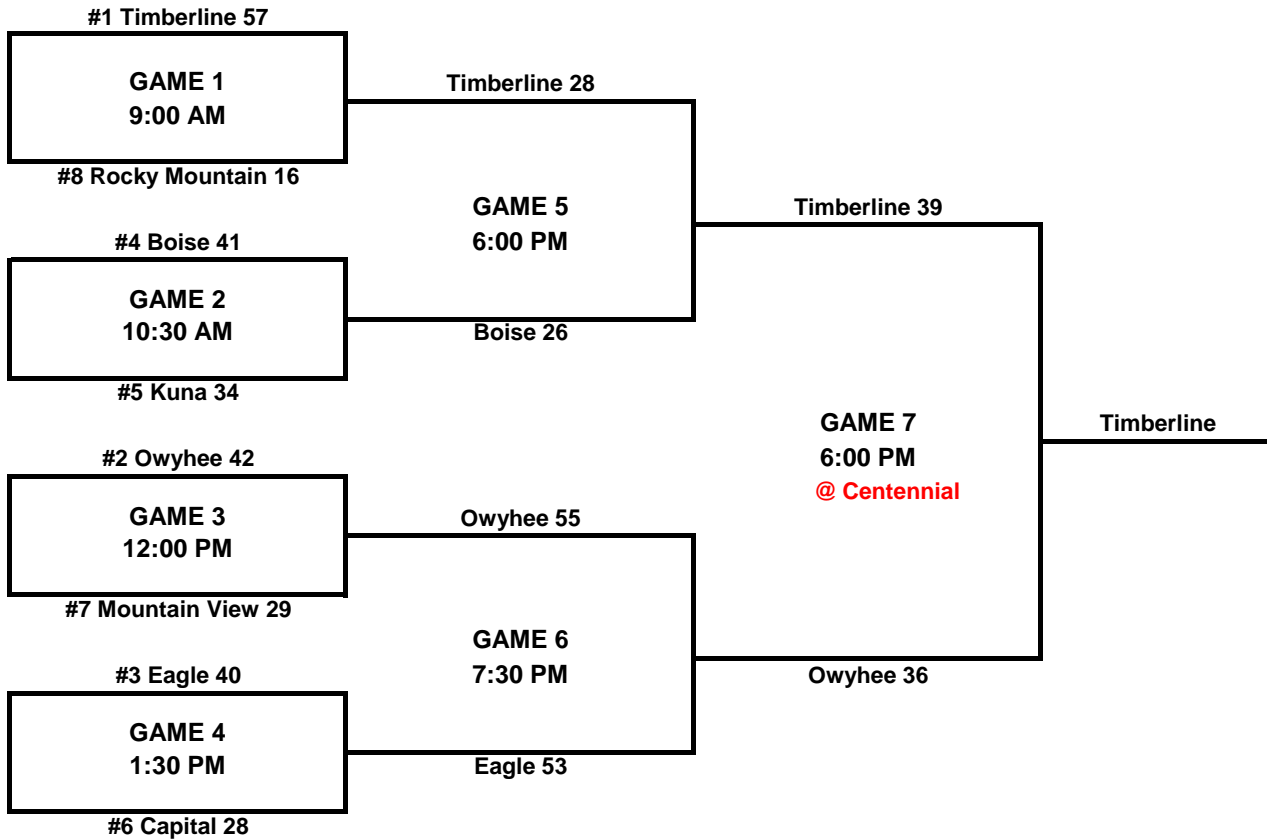 #1 Timberline 57
GAME 1
9:00 AM
#8 Rocky Mountain 16
#4 Boise 41
GAME 2
10:30 AM
#5 Kuna 34
#2 Owyhee 42
GAME 3
12:00 PM
#7 Mountain View 29
#3 Eagle 40
GAME 4
1:30 PM
#6 Capital 28
Timberline 28
GAME 5
6:00 PM
Boise 26
Owyhee 55
GAME 6
7:30 PM
Eagle 53
Timberline 39
GAME 7
6:00 PM
@ Centennial
Owyhee 36
Timberline